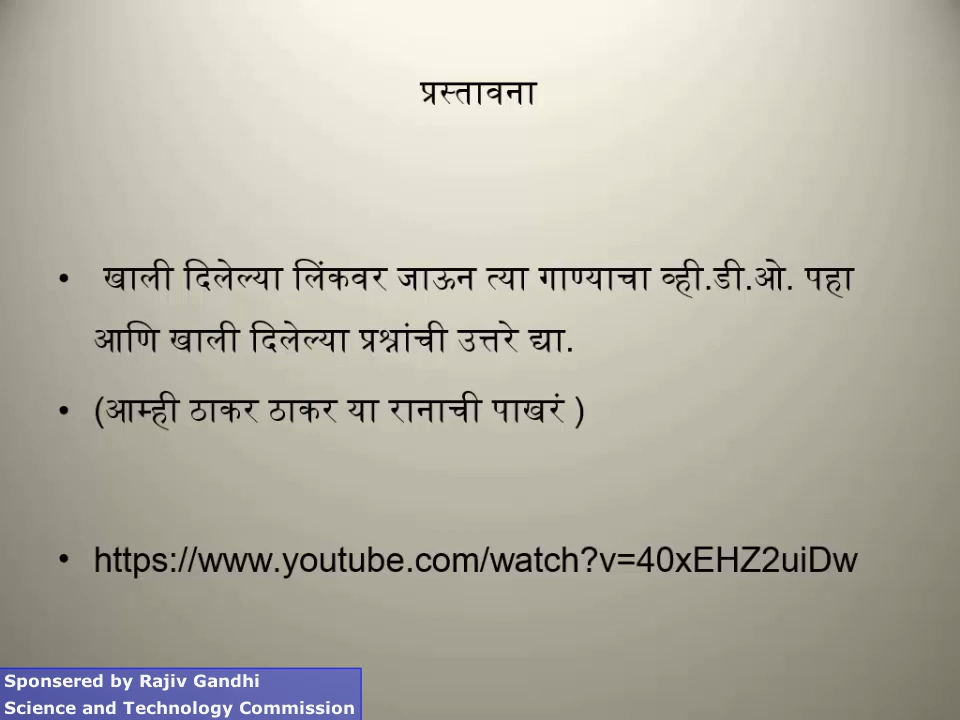 प्रस्तावना
• खाली दिलेल्या लिंकवर जाऊन त्या गाण्याचा व्ही.डी.ओ. पहा
आणि खाली दिलेल्या प्रश्नांची उत्तरे द्या.
• (आम्ही ठाकर ठाकर या रानाची पाखरं )
• https://www.youtube.com/watch?v=40xEHZ2uiDw
Sponsered by Rajiv Gandhi
Science and Technology Commission